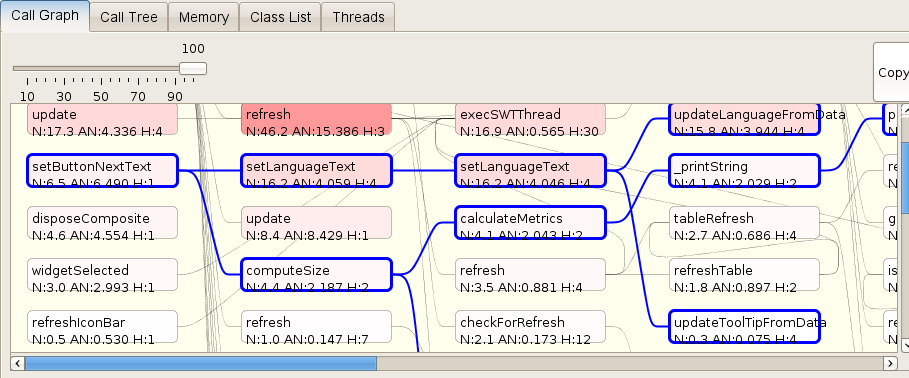 Call Graph Call Tree Memory Class List Threads
100
Copy
10 30 50 70 90
update refresh execSWTThread updateLanguageFromData p
N:17.3 AN:4.336 H:4 N:46.2 AN:15.386 H:3 N:16.9 AN:0.565 H:30 N:15.8 AN:3.944 H:4
setButtonNextText setLanguageText setLanguageText _printString re
N:6.5 AN:6.490 H:1 N:16.2 AN:4.059 H:4 N:16.2 AN:4.046 H:4 N:4.1 AN:2.029 H:2
disposeComposite update calculateMetrics tableRefresh g
N:4.6 AN:4.554 H:1 N:8.4 AN:8.429 H:1 N:4.1 AN:2.043 H:2 N:2.7 AN:0.686 H:4
widgetSelected computeSize refresh refreshTable is
N:3.0 AN:2.993 H:1 N:4.4 AN:2.187 H:2 N:3.5 AN:0.881 H:4 N:1.8 AN:0.897 H:2
refreshIconBar refresh checkForRefresh updateToolTipFromData re
N:0.5 AN:0.530 H:1 N:1.0 AN:0.147 H:7 N:2.1 AN:0.173 H:12 N:0.3 AN:0.075 H:4